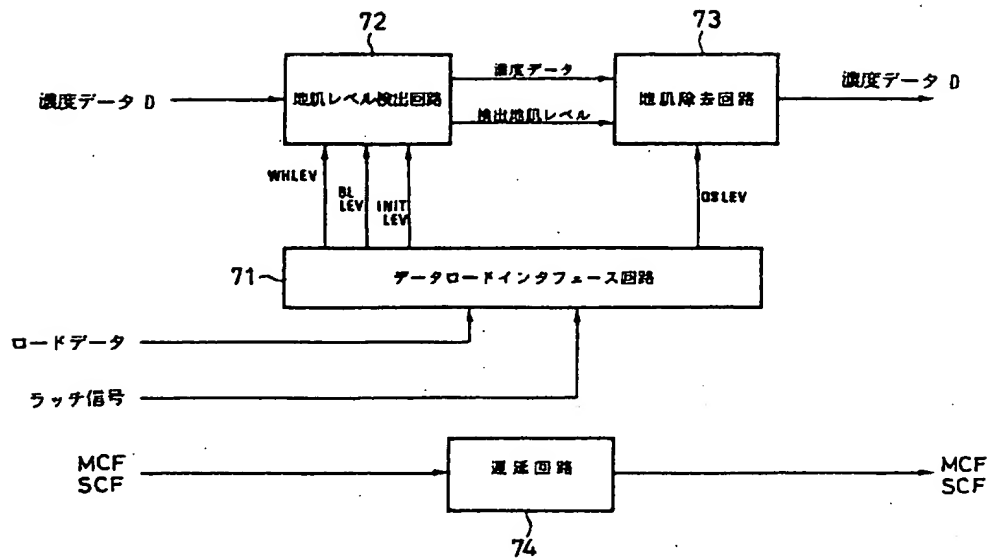 72
73
濃度データ D
地肌レベル検出回路
濃度データ
検出地肌レベル
地肌除去回路
濃度データ D
WHLEV
BL
LEV
INIT
LEV
OSLEV
71
データロードインタフェース回路
ロードデータ
ラッチ信号
MCF
SCF
遅延回路
MCF
SCF
74